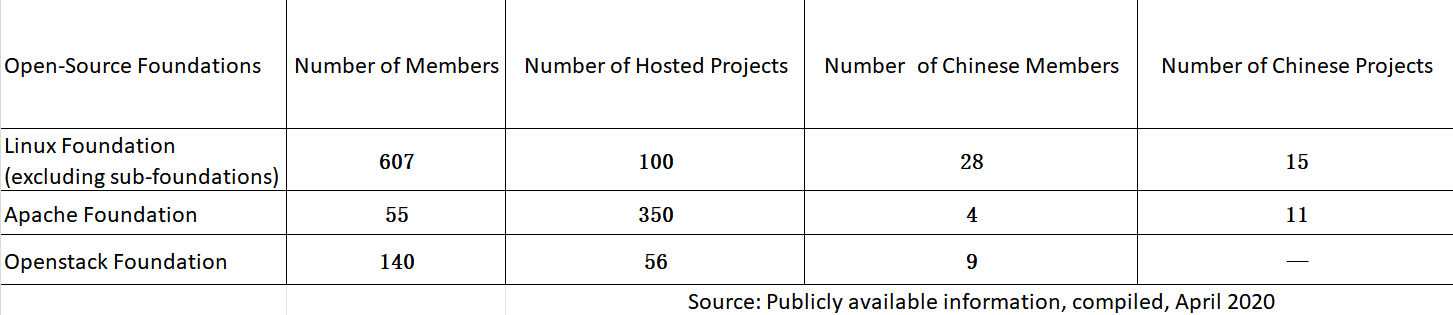 Open-Source Foundations Number of Members Number of Hosted Projects Number of Chinese Members Number of Chinese Projects
Linux Foundation
(excluding sub-foundations) 607 100 28 15
Apache Foundation 55 350 4 11
Openstack Foundation 140 56 9 —
Source: Publicly available information, compiled, April 2020